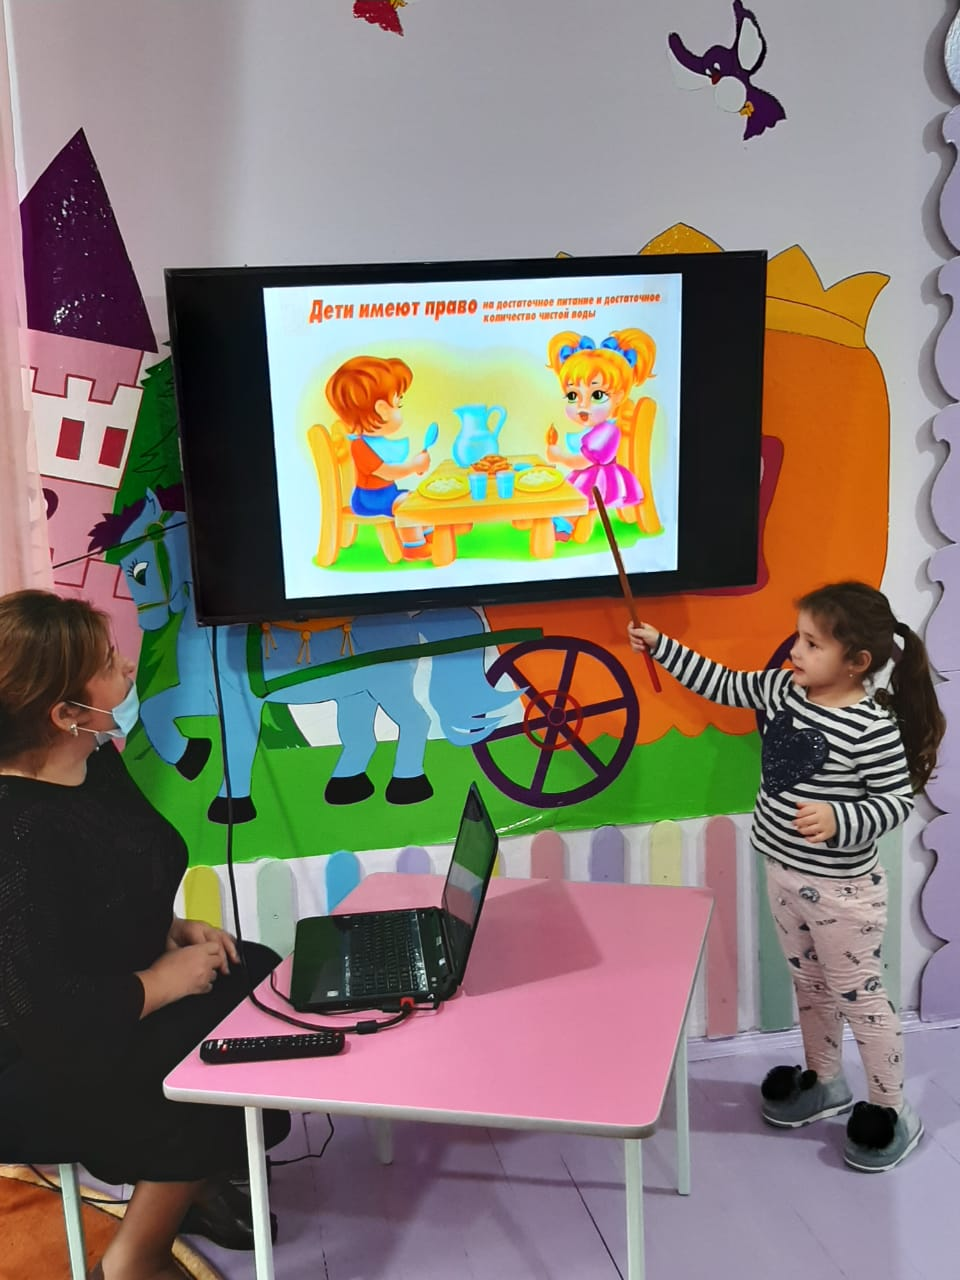 Дети имеют право на достаточное питание и достаточное
количество чистой воды